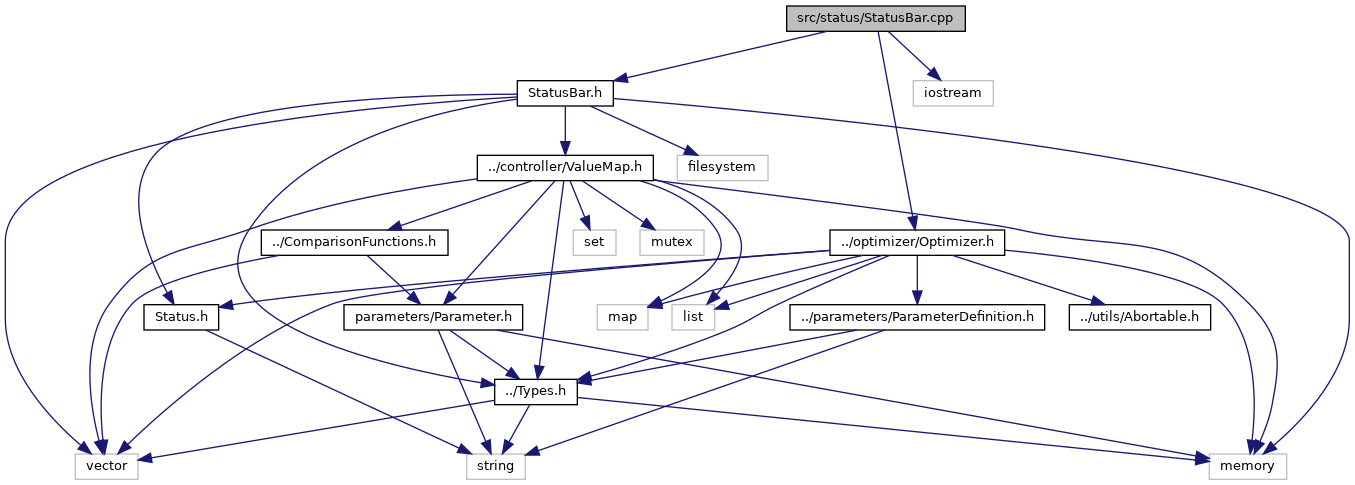 src/status/StatusBar.cpp
StatusBar.h
iostream
../controller/ValueMap.h
filesystem
../ComparisonFunctions.h
set
mutex
../optimizer/Optimizer.h
Status.h
parameters/Parameter.h
map
list
../parameters/ParameterDefinition.h
../utils/Abortable.h
../Types.h
vector
string
memory